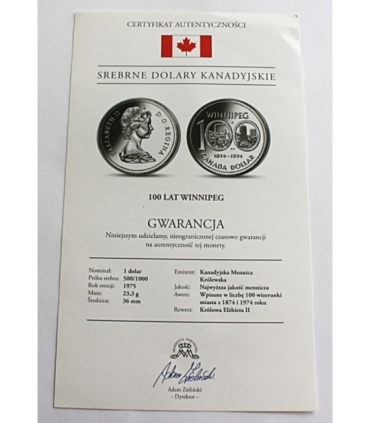 CERTYFIKAT AUTENTYCZNOŚCI
SREBRNE DOLARY KANADYJSKIE
ELIZABETH II D·G·REGINA
WINNIPEG
100
1874-1974
CANADA DOLLAR
100 LAT WINNIPEG
GWARANCJA
Niniejszym udzielamy, nieograniczonej czasowo gwarancji
na autentyczność tej monety.
Nominał: 1 dolar
Próba srebra: 500/1000
Rok emisji: 1975
Masa: 23,3 g
Średnica: 36 mm
Emitent: Kanadyjska Mennica
Królewska
Jakość: Najwyższa jakość mennicza
Awers: Wpisane w liczbę 100 wizerunki
miasta z 1874 i 1974 roku
Rewers: Królowa Elżbieta II
Adam Zieliński
Adam Zieliński
– Dyrektor –